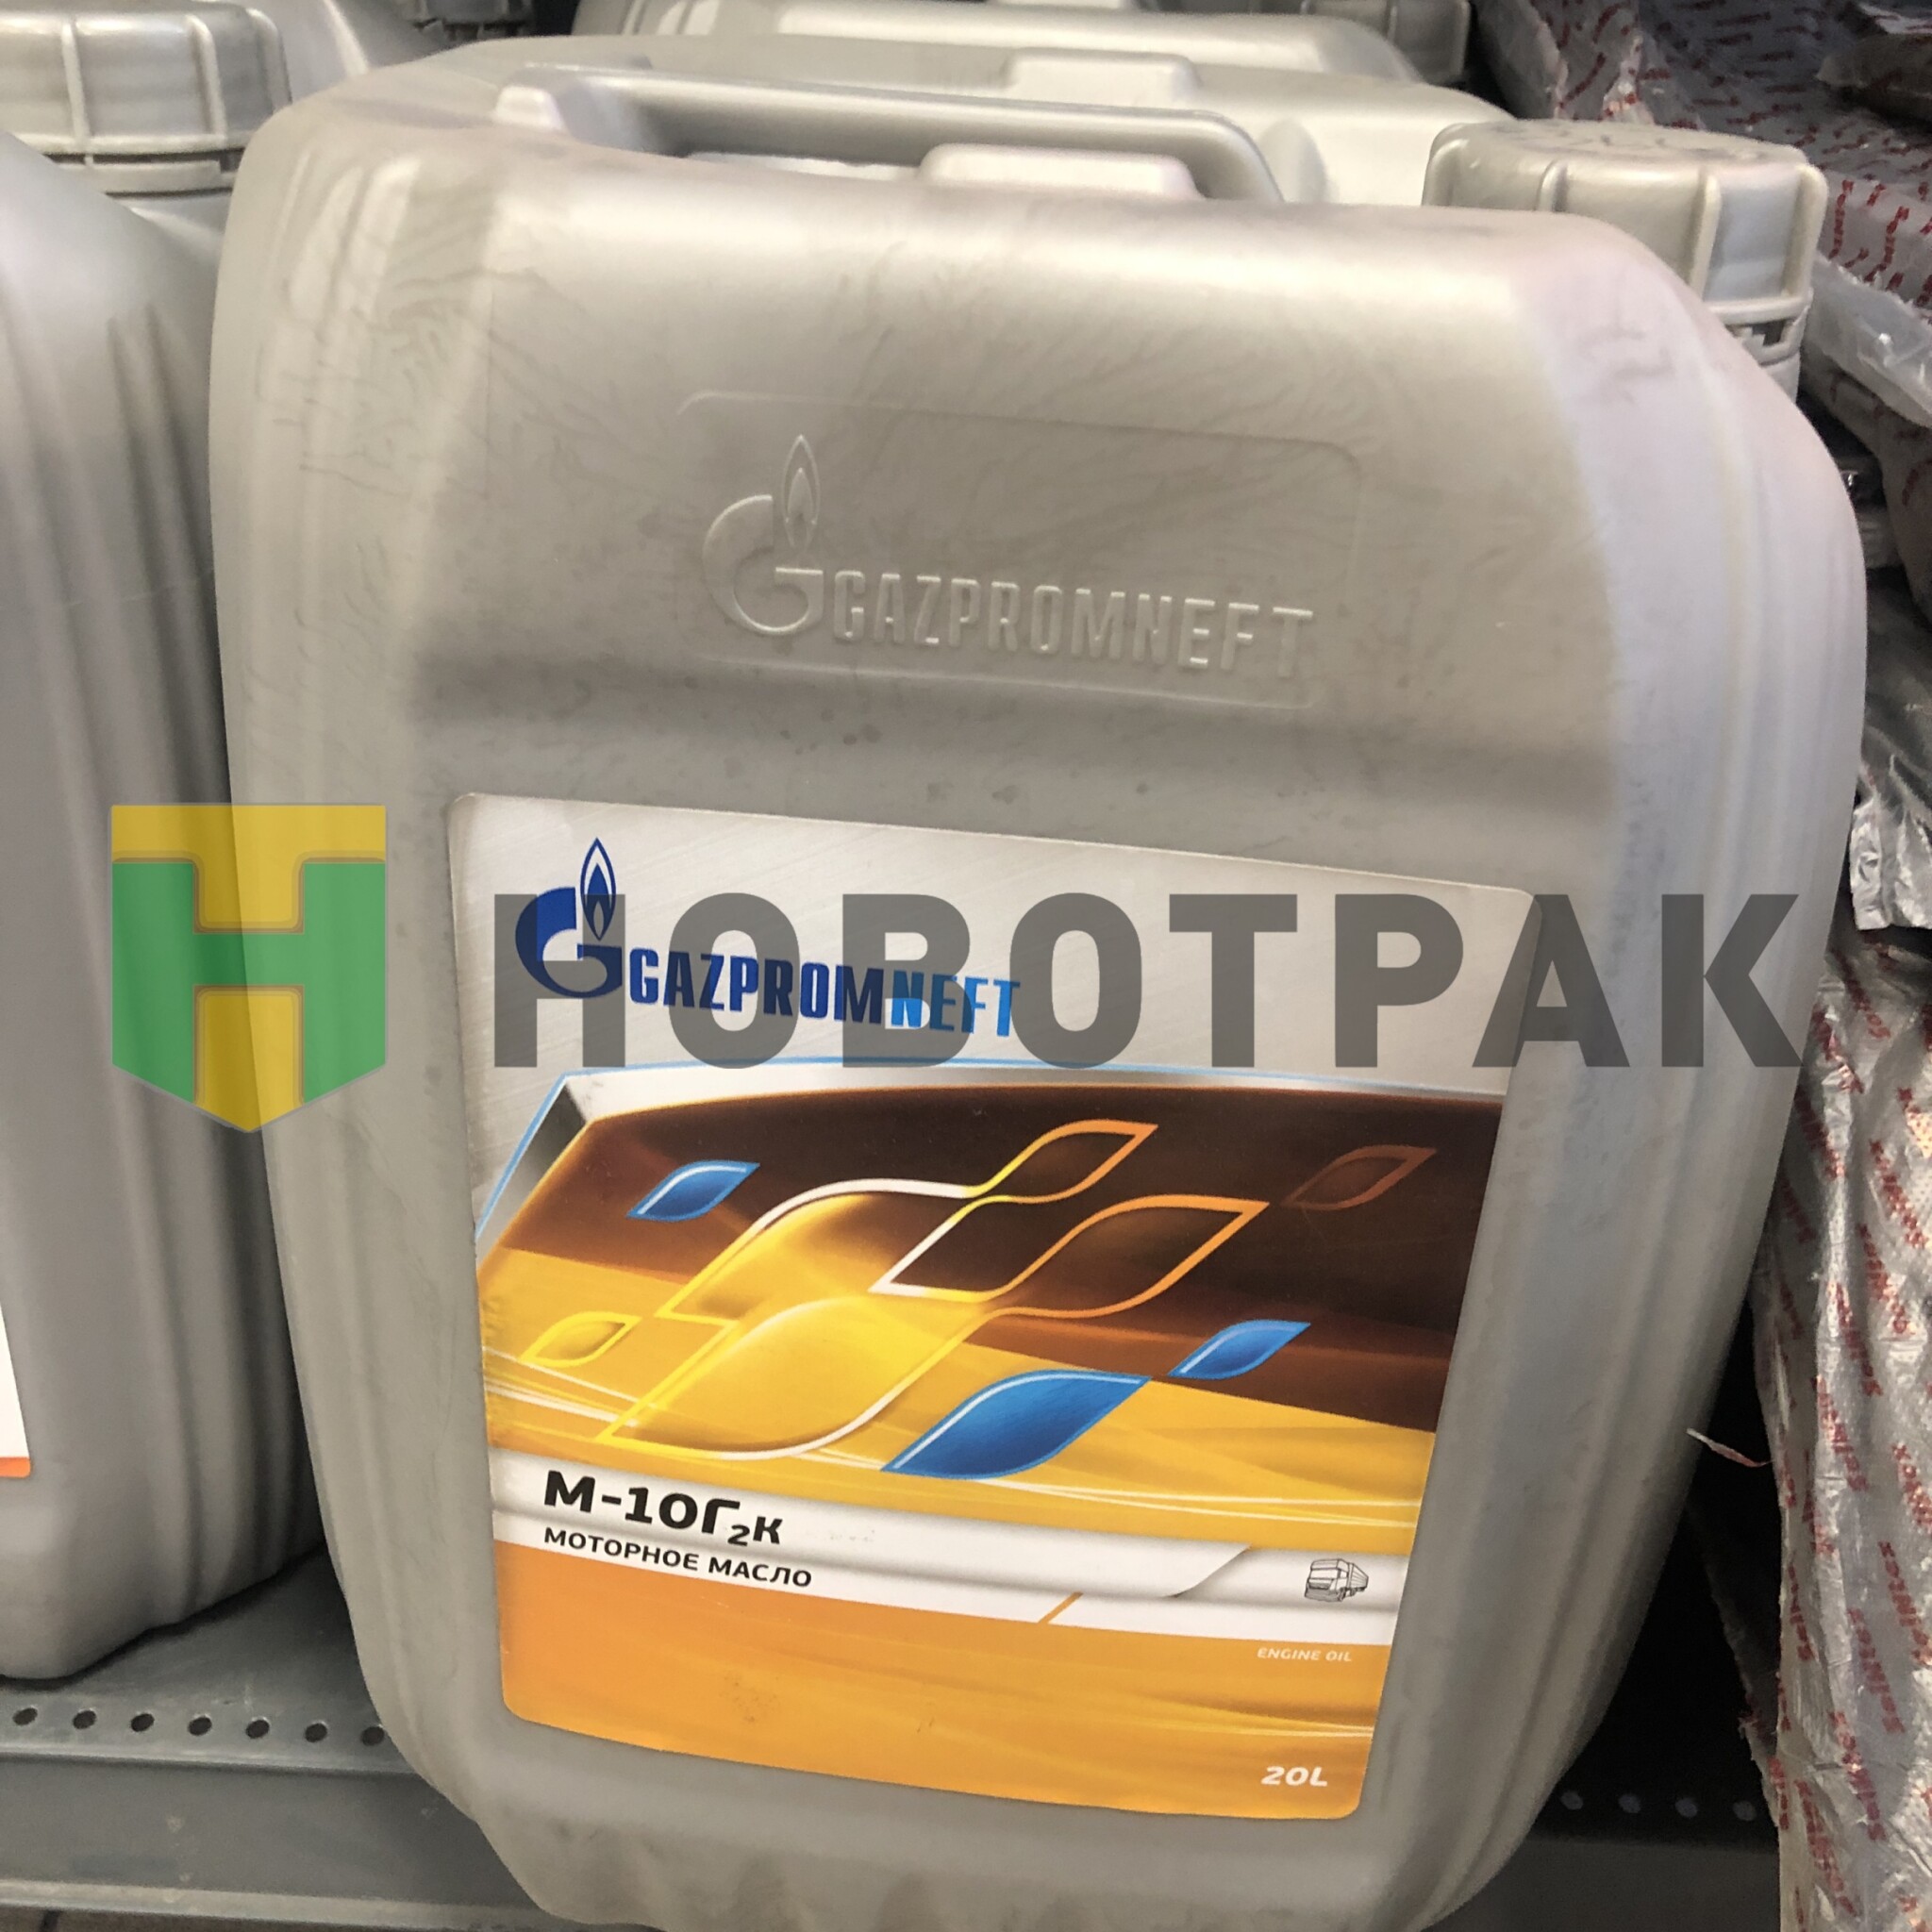 GAZPROMNEFT
GAZPROMNEFT
НОВОТРАК
М-10Г₂к
МОТОРНОЕ МАСЛО
ENGINE OIL
20L